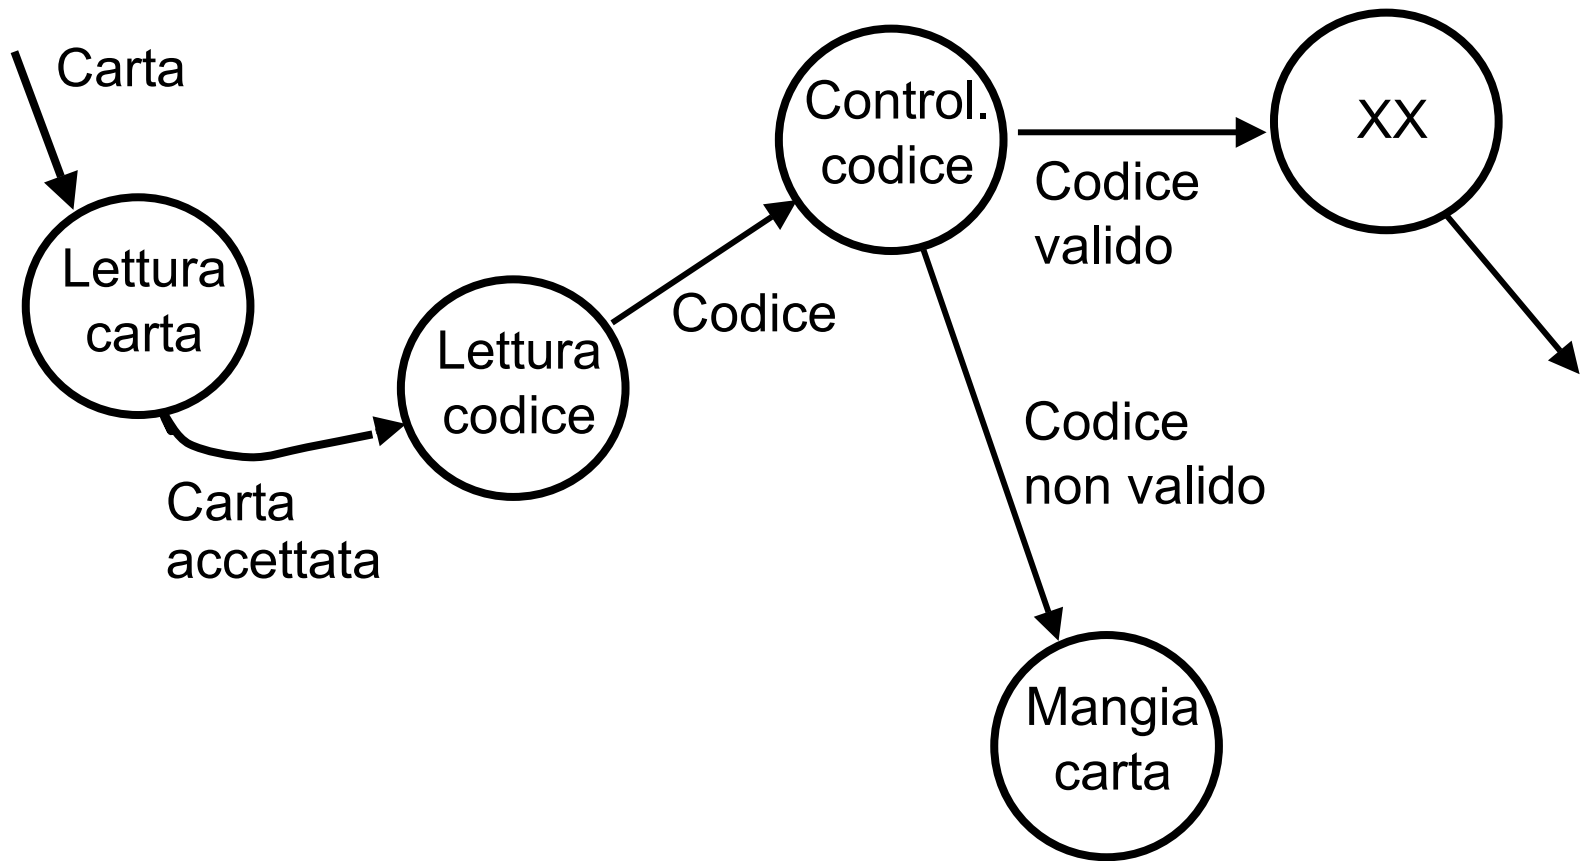 Carta
Lettura
carta
Carta
accettata
Lettura
codice
Codice
Control.
codice
Codice
valido
XX
Codice
non valido
Mangia
carta